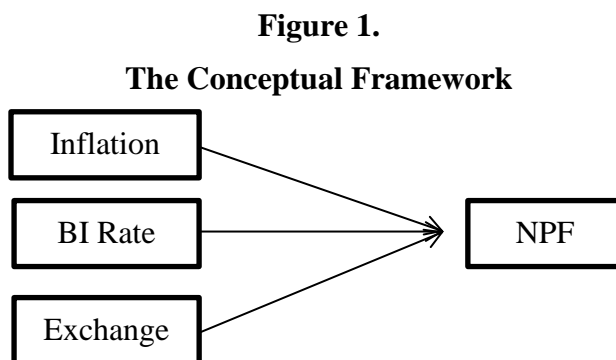 Figure 1.
The Conceptual Framework
Inflation
BI Rate
NPF
Exchange